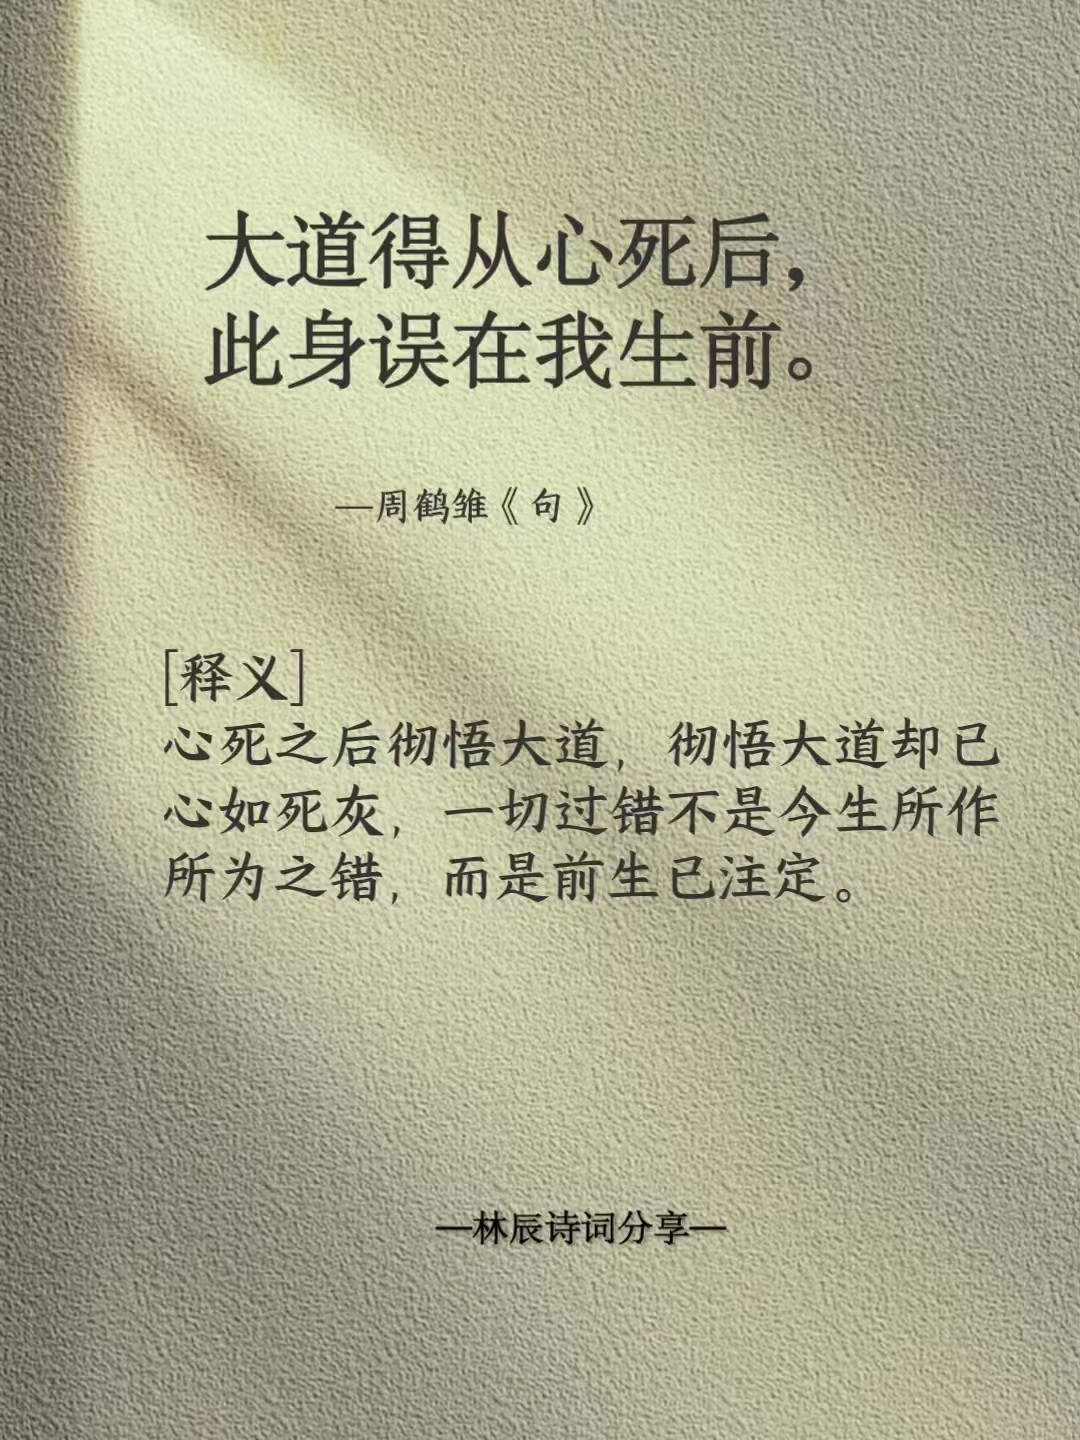 大道得从心死后，
此身误在我生前。
—周鹤雏《句》
[释义]
心死之后彻悟大道，彻悟大道却已
心如死灰，一切过错不是今生所作
所为之错，而是前生已注定。
—林辰诗词分享—